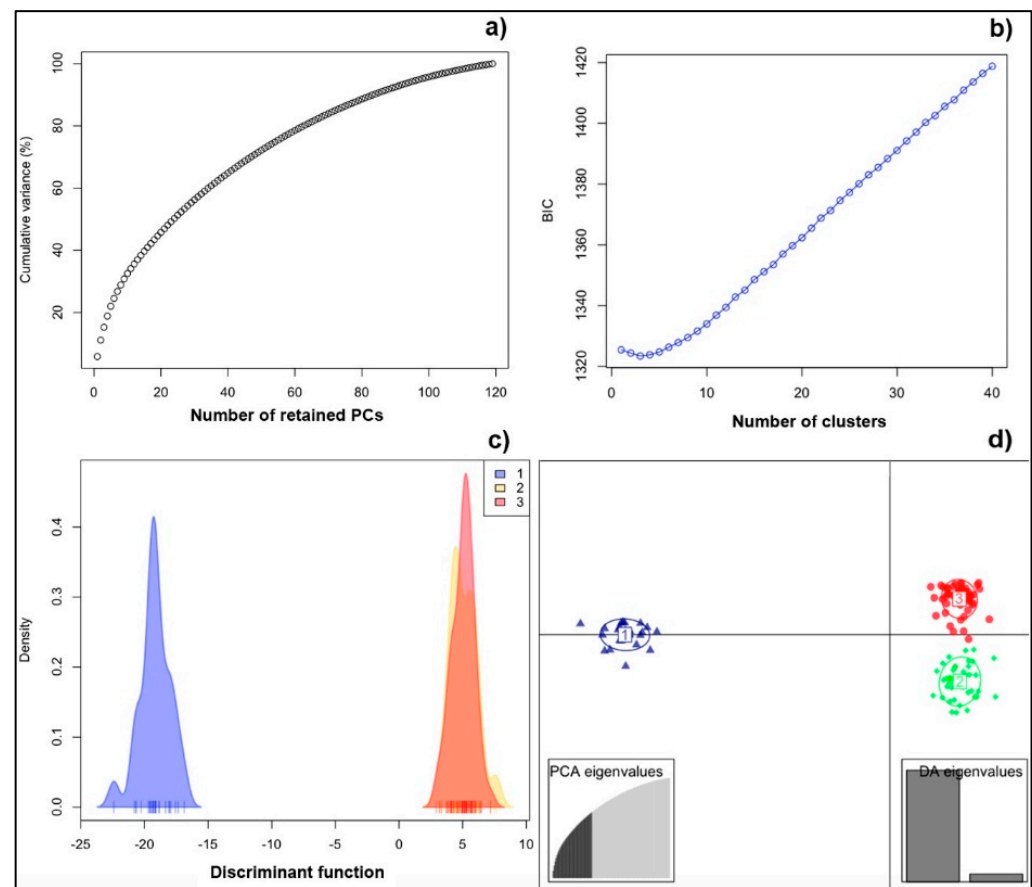 a)
Cumulative variance (%)
100
80
60
40
20
0 20 40 60 80 100 120
Number of retained PCs
b)
BIC
1420
1400
1380
1360
1340
1320
0 10 20 30 40
Number of clusters
c)
1
2
3
Density
0.4
0.3
0.2
0.1
0.0
-25 -20 -15 -10 -5 0 5 10
Discriminant function
d)
1
3
2
PCA eigenvalues
DA eigenvalues